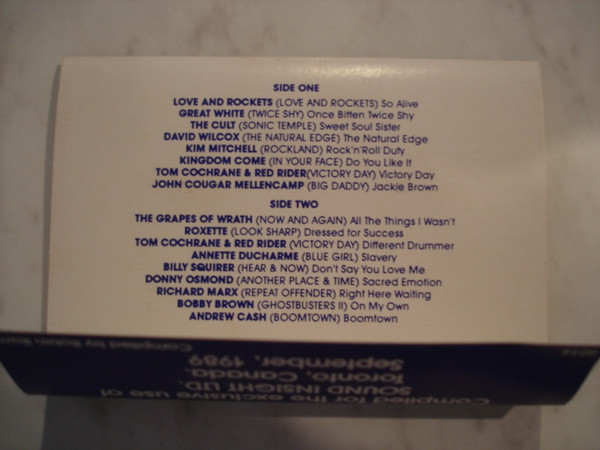 SIDE ONE
LOVE AND ROCKETS (LOVE AND ROCKETS) So Alive
GREAT WHITE (TWICE SHY) Once Bitten Twice Shy
THE CULT (SONIC TEMPLE) Sweet Soul Sister
DAVID WILCOX (THE NATURAL EDGE) The Natural Edge
KIM MITCHELL (ROCKLAND) Rock'n'Roll Duty
KINGDOM COME (IN YOUR FACE) Do You Like It
TOM COCHRANE & RED RIDER(VICTORY DAY) Victory Day
JOHN COUGAR MELLENCAMP (BIG DADDY) Jackie Brown
SIDE TWO
THE GRAPES OF WRATH (NOW AND AGAIN) All The Things I Wasn't
ROXETTE (LOOK SHARP) Dressed for Success
TOM COCHRANE & RED RIDER(VICTORY DAY) Different Drummer
ANNETTE DUCHARME (BLUE GIRL) Slavery
BILLY SQUIRER (HEAR & NOW) Don't Say You Love Me
DONNY OSMOND (ANOTHER PLACE & TIME) Sacred Emotion
RICHARD MARX (REPEAT OFFENDER) Right Here Waiting
BOBBY BROWN (GHOSTBUSTERS II) On My Own
ANDREW CASH (BOOMTOWN) Boomtown
Compiled for the exclusive use of
SOUND INSIGHT LTD.
Toronto, Canada.
September, 1989
Compiled by